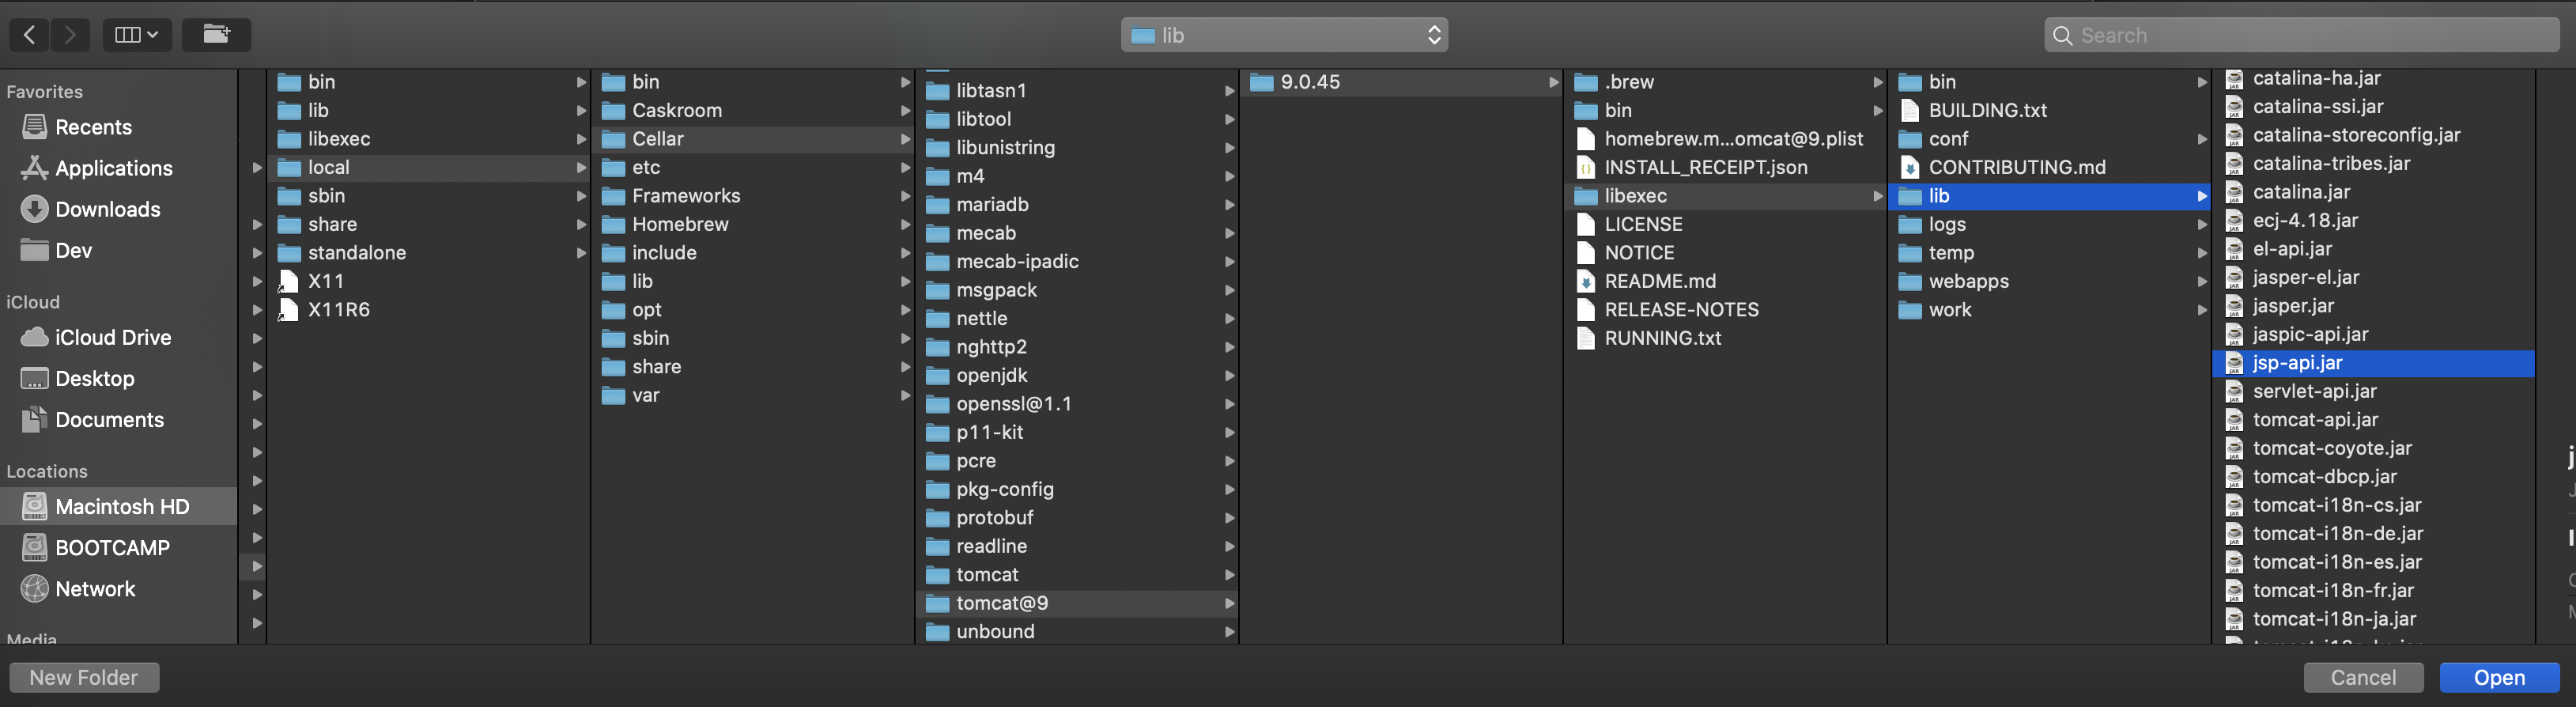 lib
Search
Favorites
Recents
Applications
Downloads
Dev
iCloud
iCloud Drive
Desktop
Documents
Locations
Macintosh HD
BOOTCAMP
Network
Media
bin
lib
libexec
local
sbin
share
standalone
X11
X11R6
bin
Caskroom
Cellar
etc
Frameworks
Homebrew
include
lib
opt
sbin
share
var
libtasn1
libtool
libunistring
m4
mariadb
mecab
mecab-ipadic
msgpack
nettle
nghttp2
openjdk
openssl@1.1
p11-kit
pcre
pkg-config
protobuf
readline
tomcat
tomcat@9
unbound
9.0.45
.brew
bin
homebrew.m...omcat@9.plist
INSTALL_RECEIPT.json
libexec
LICENSE
NOTICE
README.md
RELEASE-NOTES
RUNNING.txt
bin
BUILDING.txt
conf
CONTRIBUTING.md
lib
logs
temp
webapps
work
catalina-ha.jar
catalina-ssi.jar
catalina-storeconfig.jar
catalina-tribes.jar
catalina.jar
ecj-4.18.jar
el-api.jar
jasper-el.jar
jasper.jar
jaspic-api.jar
jsp-api.jar
servlet-api.jar
tomcat-api.jar
tomcat-coyote.jar
tomcat-dbcp.jar
tomcat-i18n-cs.jar
tomcat-i18n-de.jar
tomcat-i18n-es.jar
tomcat-i18n-fr.jar
tomcat-i18n-ja.jar
New Folder
Cancel
Open